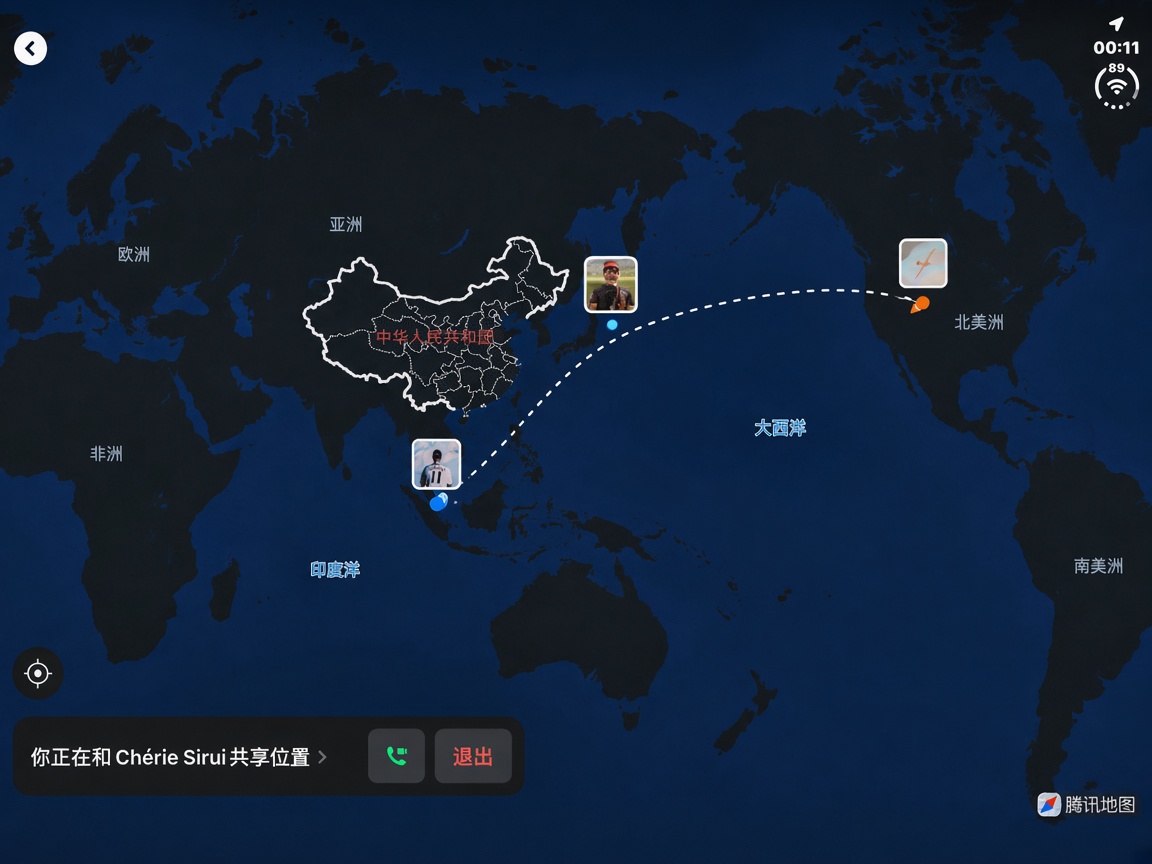 00:11
89
亚洲
欧洲
中华人民共和国
北美洲
大西洋
非洲
11
印度洋
南美洲
你正在和 Chérie Sirui 共享位置
退出
腾讯地图